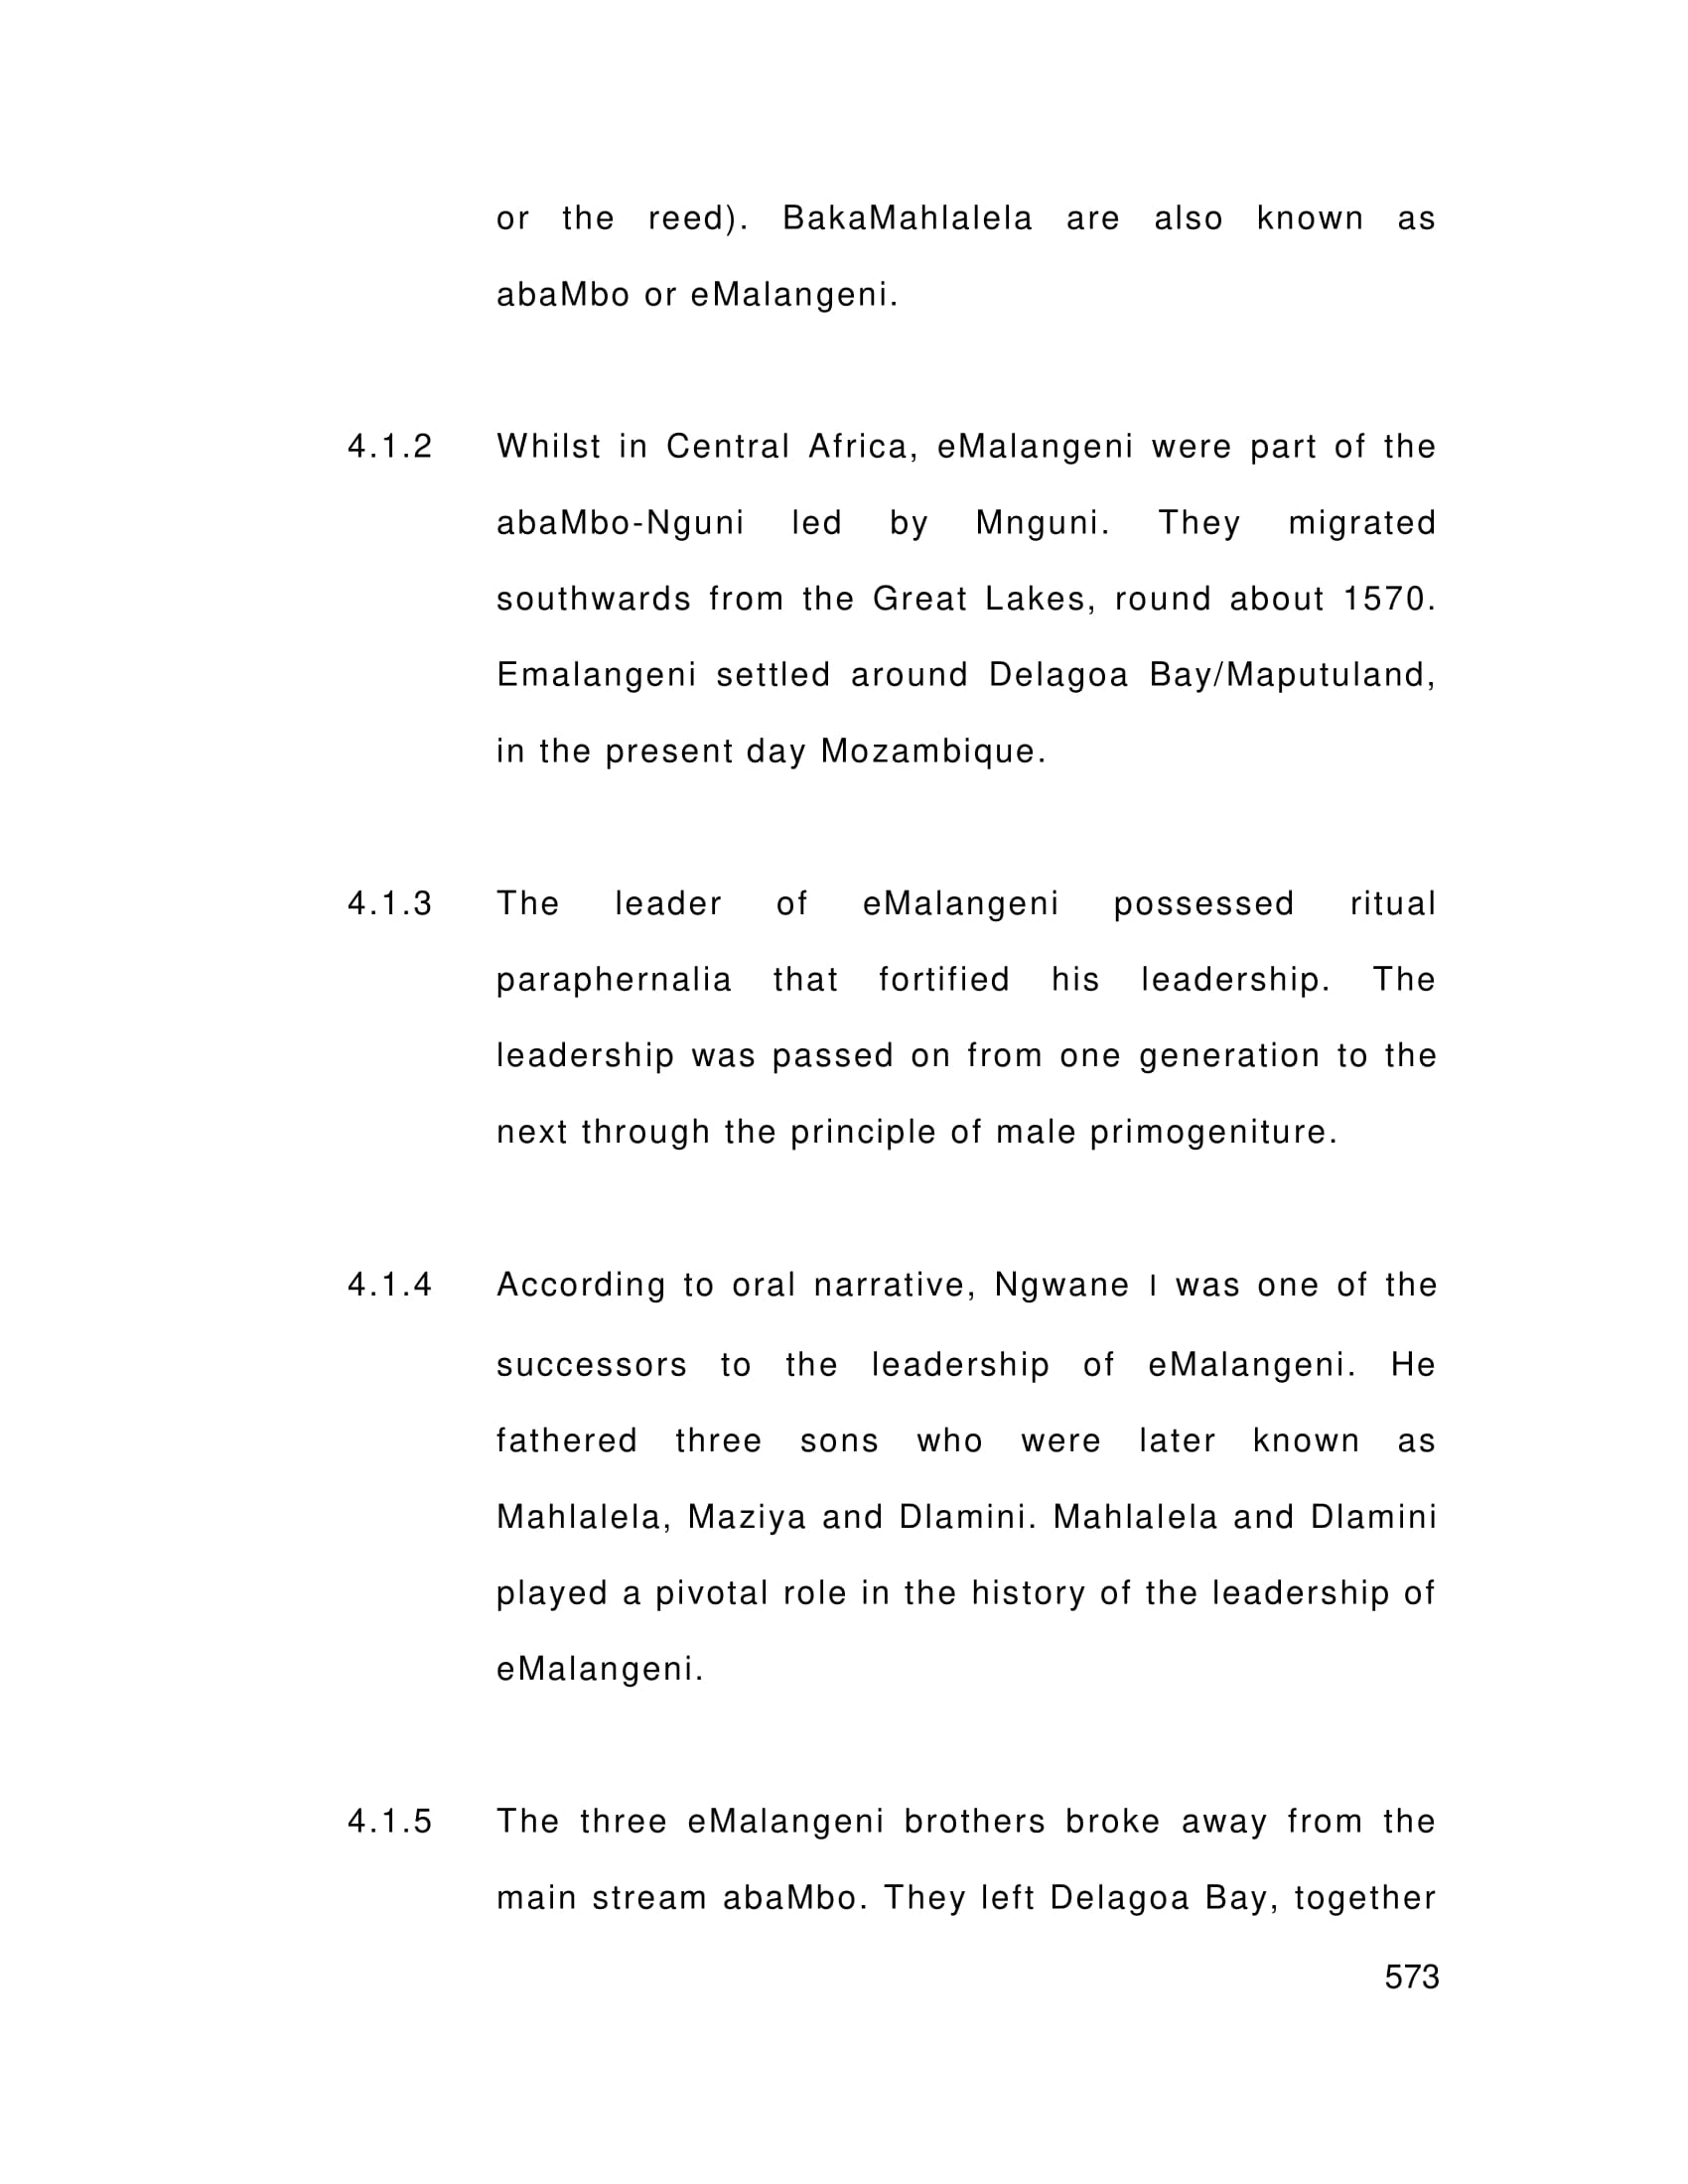 or the reed). BakaMahlalela are also known as
abaMbo or eMalangeni.
4.1.2 Whilst in Central Africa, eMalangeni were part of the
abaMbo-Nguni led by Mnguni. They migrated
southwards from the Great Lakes, round about 1570.
Emalangeni settled around Delagoa Bay/Maputuland,
in the present day Mozambique.
4.1.3 The leader of eMalangeni possessed ritual
paraphernalia that fortified his leadership. The
leadership was passed on from one generation to the
next through the principle of male primogeniture.
4.1.4 According to oral narrative, Ngwane I was one of the
successors to the leadership of eMalangeni. He
fathered three sons who were later known as
Mahlalela, Maziya and Dlamini. Mahlalela and Dlamini
played a pivotal role in the history of the leadership of
eMalangeni.
4.1.5 The three eMalangeni brothers broke away from the
main stream abaMbo. They left Delagoa Bay, together
573